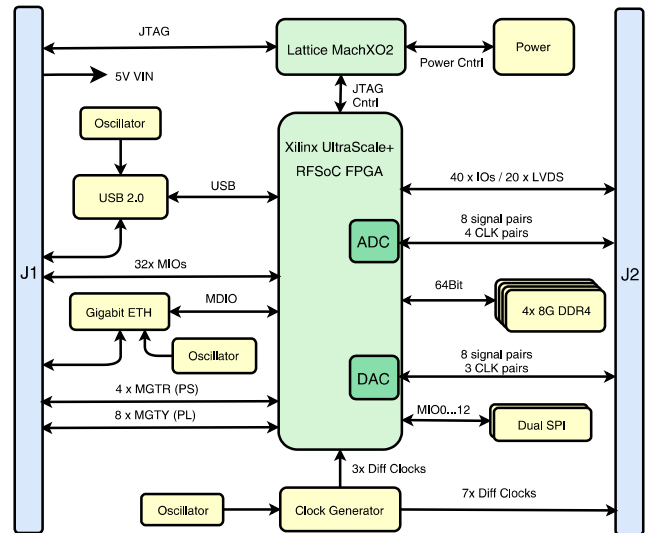 JTAG
Lattice MachXO2
Power
Power Cntrl
5V VIN
JTAG
Cntrl
Oscillator
Xilinx UltraScale+
RFSoC FPGA
USB 2.0
USB
40 x IOs / 20 x LVDS
8 signal pairs
4 CLK pairs
ADC
J1
J2
32x MIOs
64Bit
4x 8G DDR4
Gigabit ETH
MDIO
Oscillator
8 signal pairs
3 CLK pairs
DAC
4 x MGTR (PS)
8 x MGTY (PL)
MIO0...12
Dual SPI
3x Diff Clocks
Oscillator
Clock Generator
7x Diff Clocks